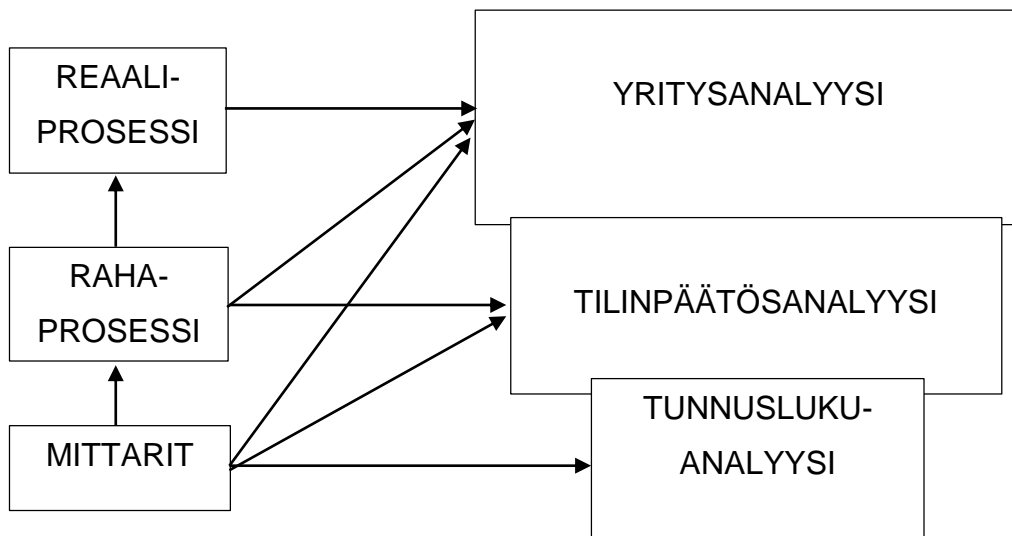 REAALI-
PROSESSI
YRITYSANALYYSI
RAHA-
PROSESSI
TILINPÄÄTÖSANALYYSI
MITTARIT
TUNNUSLUKU-
ANALYYSI